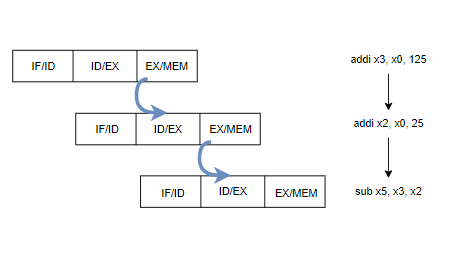 IF/ID ID/EX EX/MEM addi x3, x0, 125
IF/ID ID/EX EX/MEM addi x2, x0, 25
IF/ID ID/EX EX/MEM sub x5, x3, x2